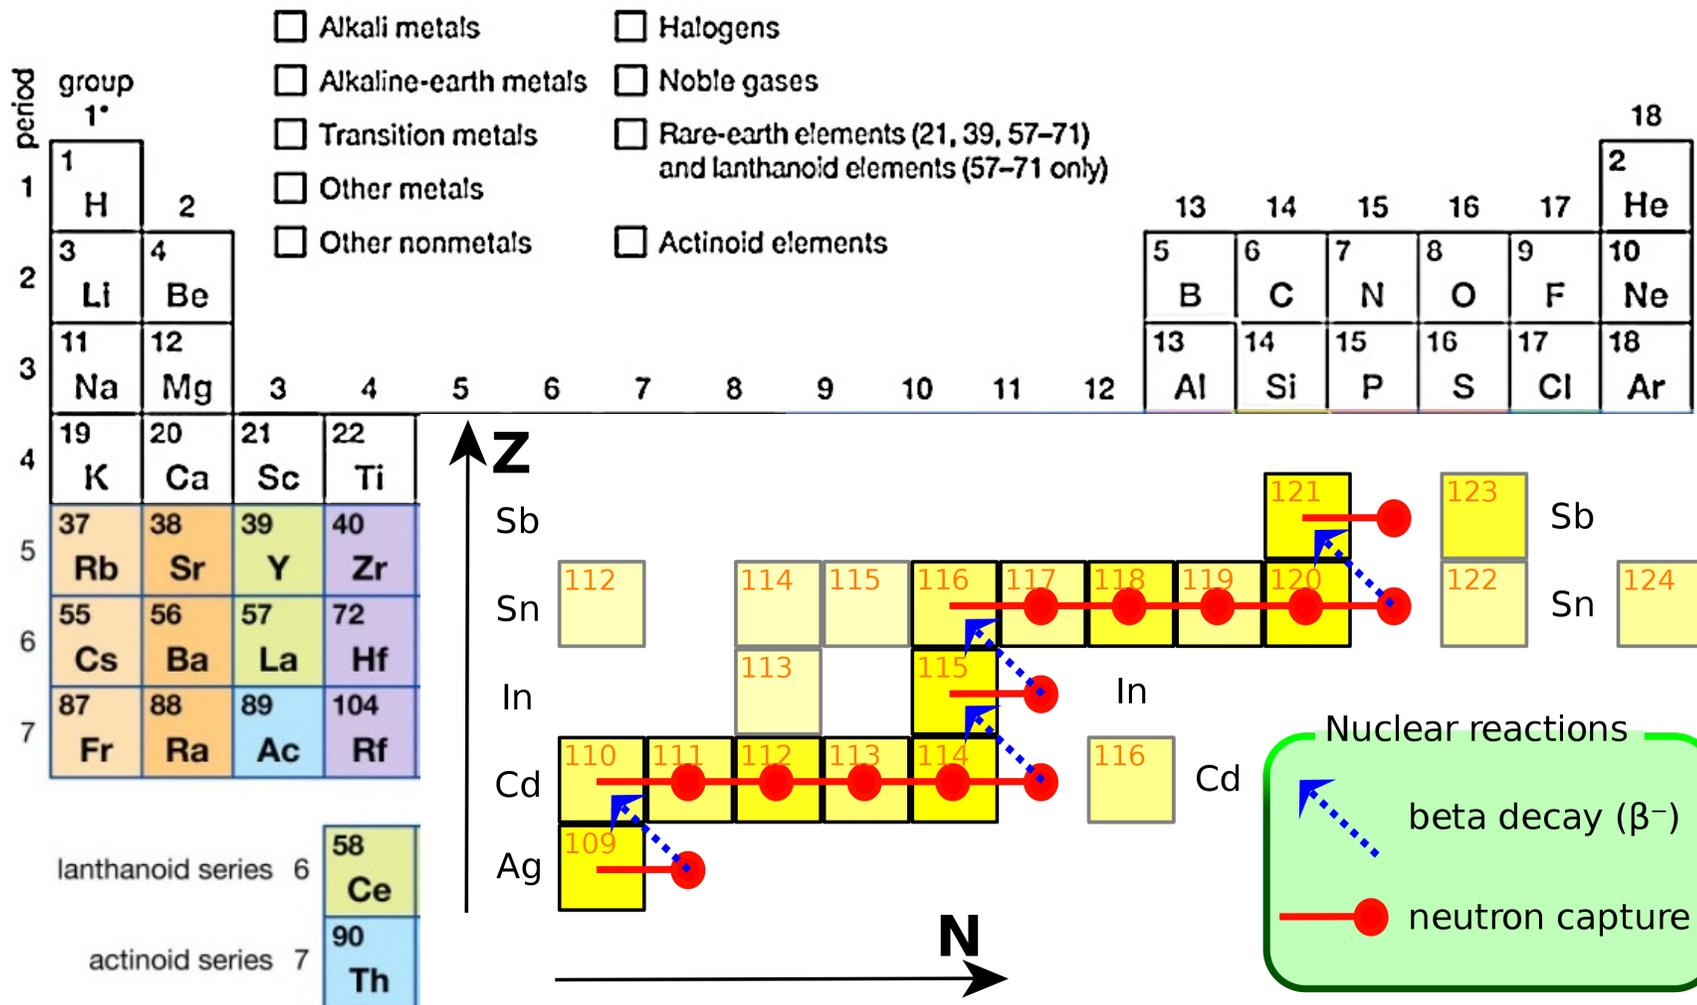 Alkali metals
Halogens
Alkaline-earth metals
Noble gases
Transition metals
Rare-earth elements (21, 39, 57–71)
and lanthanoid elements (57–71 only)
Other metals
Other nonmetals
Actinoid elements
period
group
1*
18
1
1
H
2
He
2
13
14
15
16
17
2
3
Li
4
Be
5
B
6
C
7
N
8
O
9
F
10
Ne
3
11
Na
12
Mg
3
4
5
6
7
8
9
10
11
12
13
Al
14
Si
15
P
16
S
17
Cl
18
Ar
4
19
K
20
Ca
21
Sc
22
Ti
5
37
Rb
38
Sr
39
Y
40
Zr
6
55
Cs
56
Ba
57
La
72
Hf
7
87
Fr
88
Ra
89
Ac
104
Rf
lanthanoid series 6
58
Ce
actinoid series 7
90
Th
Z
Sb
121
123
Sb
Sn
112
114
115
116
117
118
119
120
122
Sn
124
In
113
115
In
Cd
110
111
112
113
114
116
Cd
Ag
109
N
Nuclear reactions
beta decay (β⁻)
neutron capture